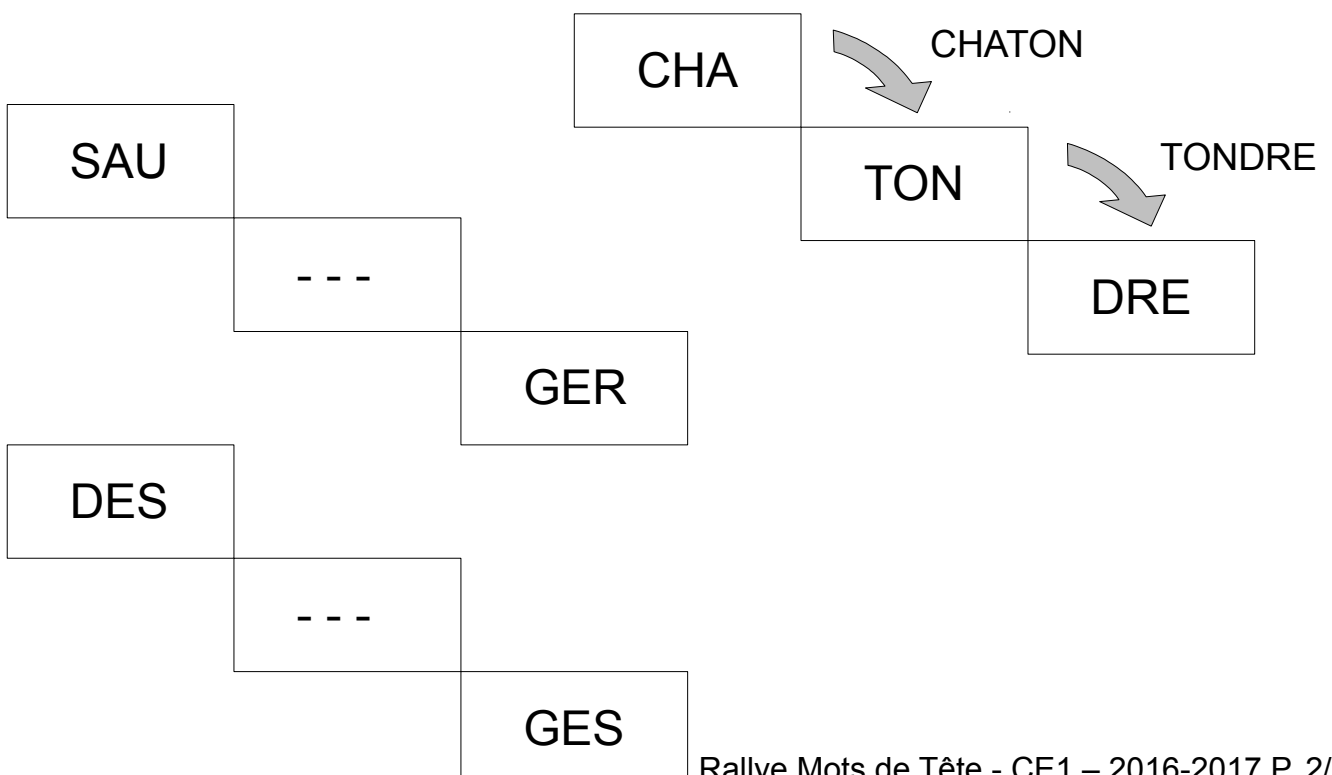 CHA
CHATON
TON
TONDRE
DRE
SAU
- - -
GER
DES
- - -
GES
Rallye Mots de Tête - CE1 – 2016-2017 P. 2/